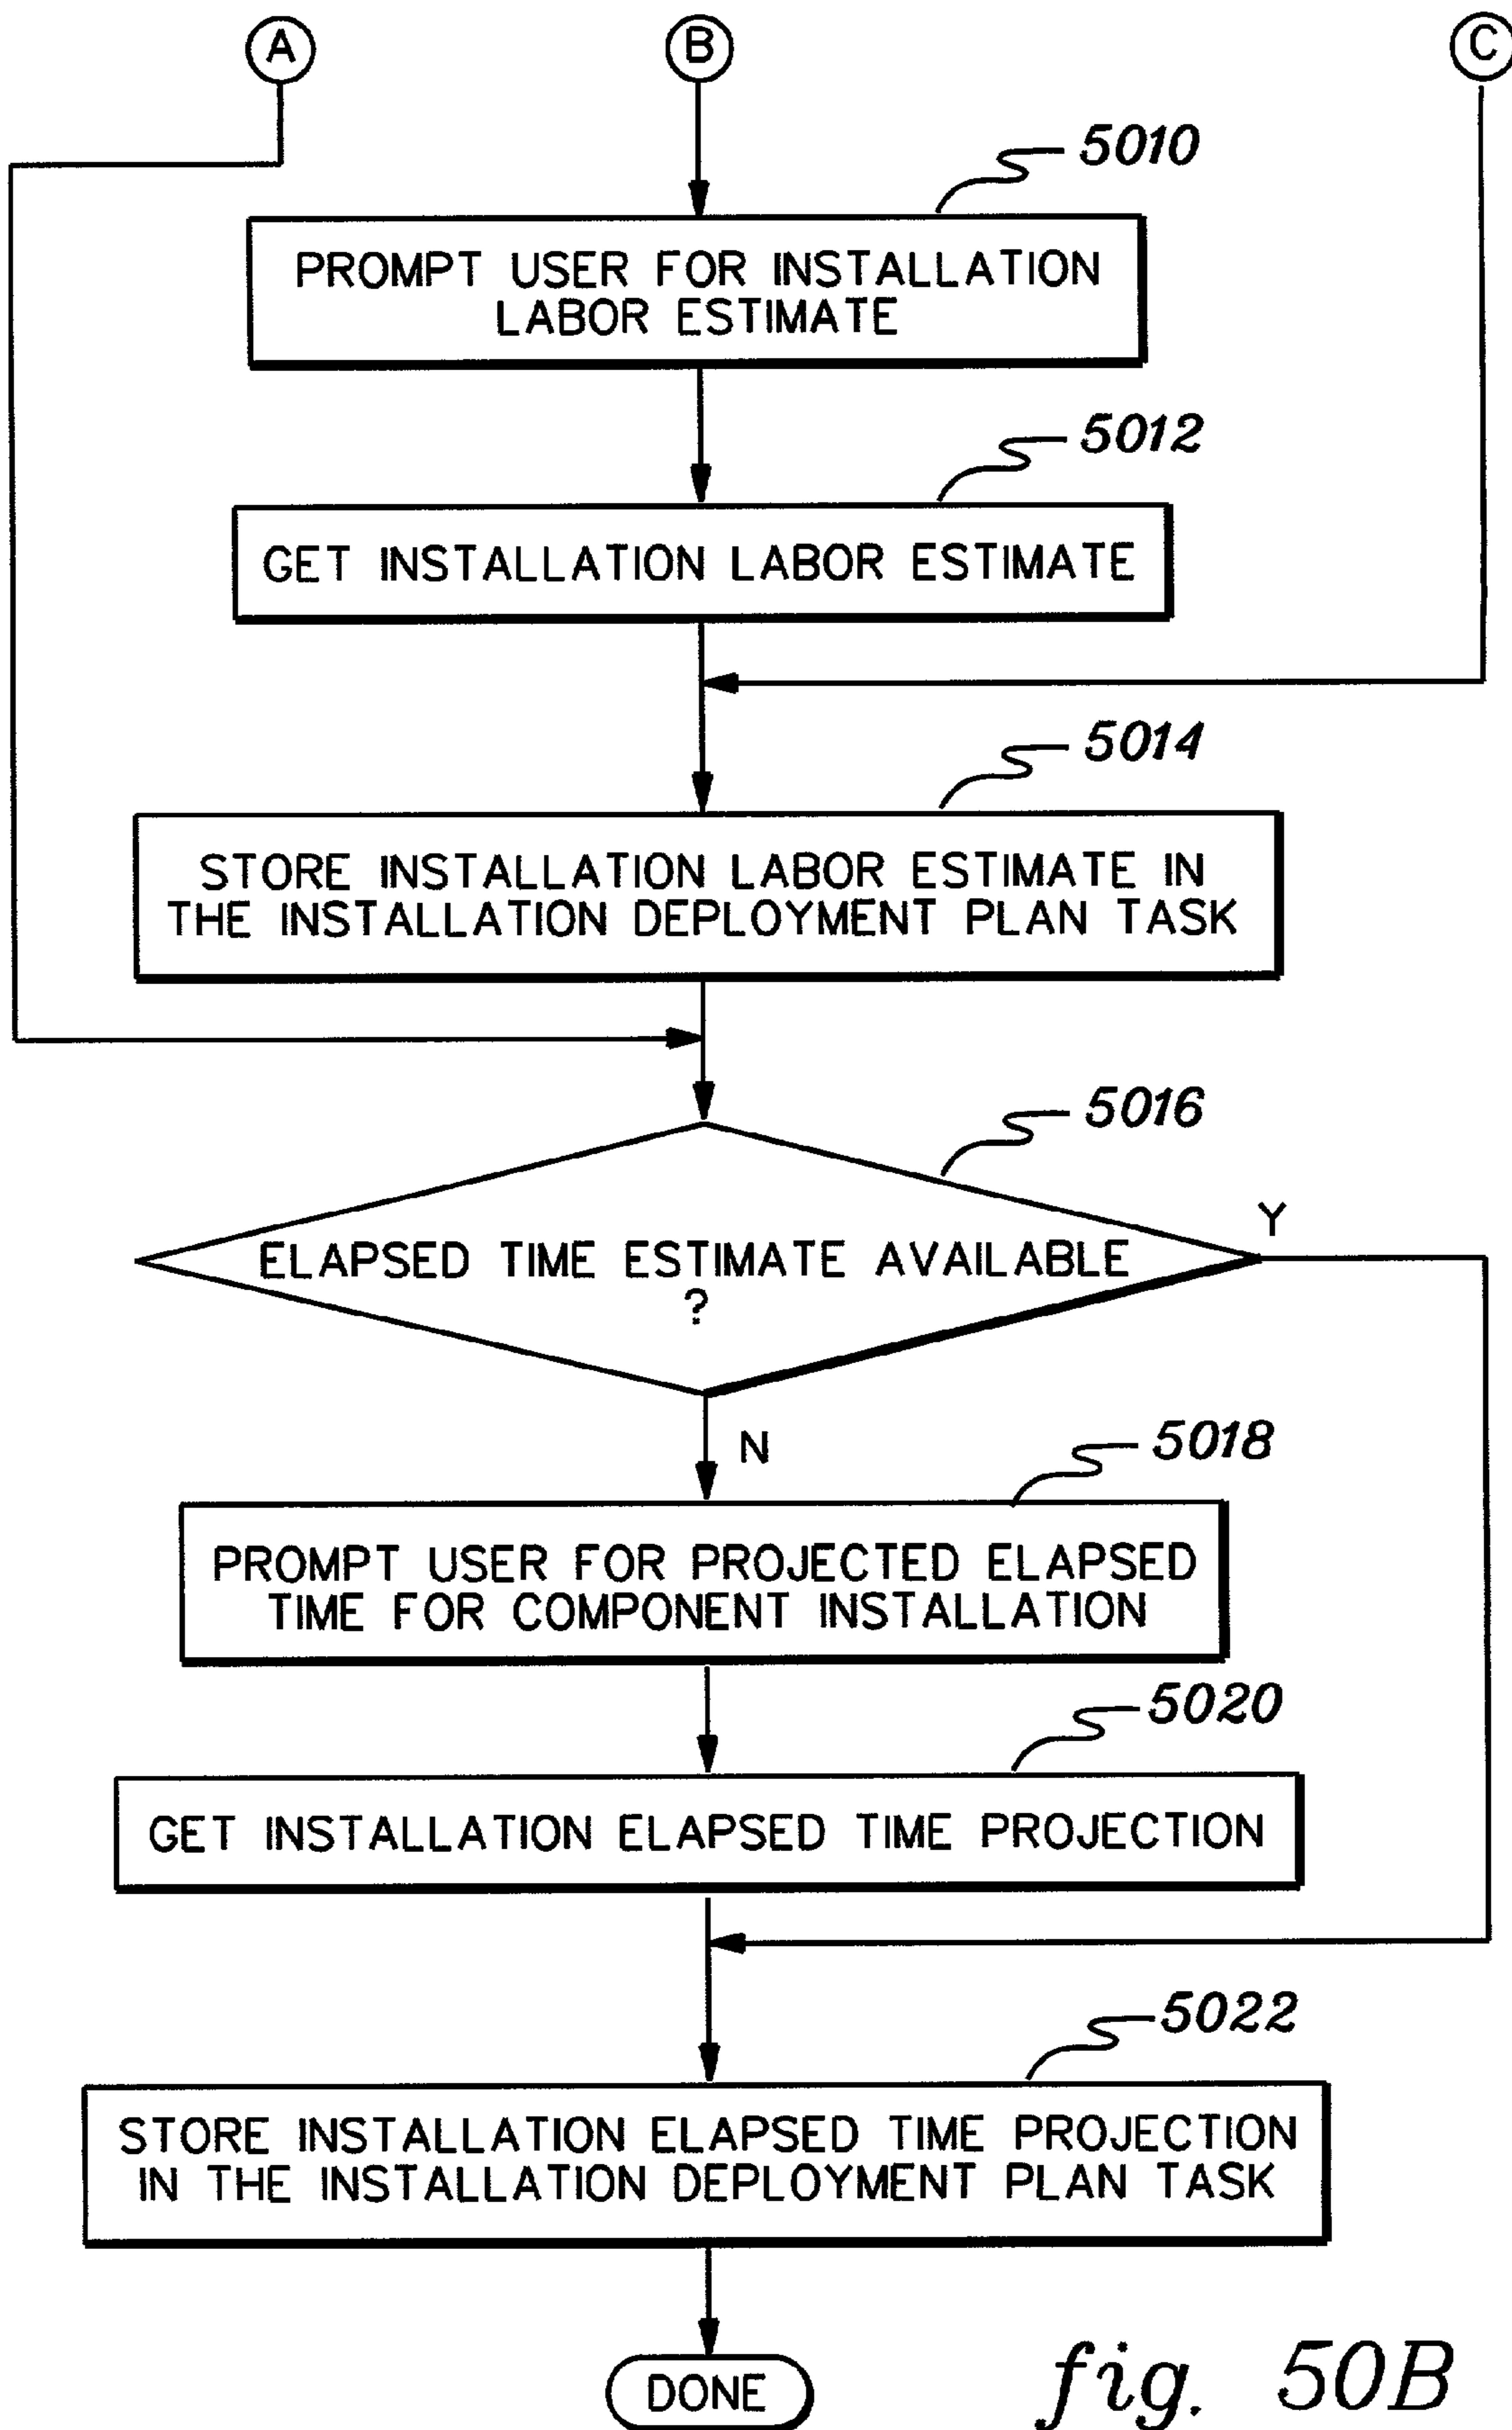 A
B
C
5010
PROMPT USER FOR INSTALLATION
LABOR ESTIMATE
5012
GET INSTALLATION LABOR ESTIMATE
5014
STORE INSTALLATION LABOR ESTIMATE IN
THE INSTALLATION DEPLOYMENT PLAN TASK
5016
Y
ELAPSED TIME ESTIMATE AVAILABLE
?
N
5018
PROMPT USER FOR PROJECTED ELAPSED
TIME FOR COMPONENT INSTALLATION
5020
GET INSTALLATION ELAPSED TIME PROJECTION
5022
STORE INSTALLATION ELAPSED TIME PROJECTION
IN THE INSTALLATION DEPLOYMENT PLAN TASK
DONE
fig. 50B